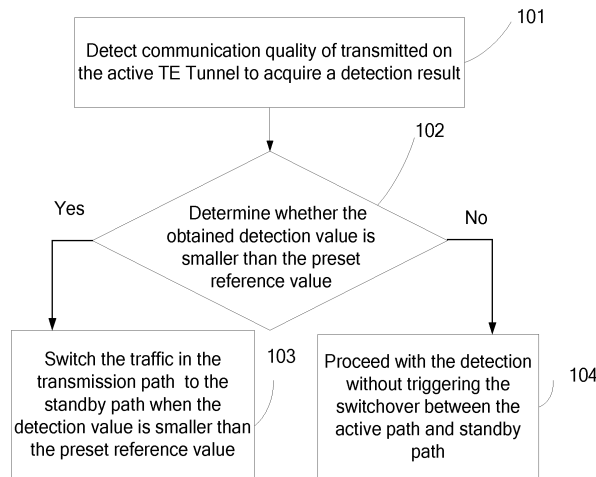 101
Detect communication quality of transmitted on
the active TE Tunnel to acquire a detection result
102
Yes
No
Determine whether the
obtained detection value is
smaller than the preset
reference value
103
Switch the traffic in the
transmission path to the
standby path when the
detection value is smaller than
the preset reference value
104
Proceed with the detection
without triggering the
switchover between the
active path and standby
path